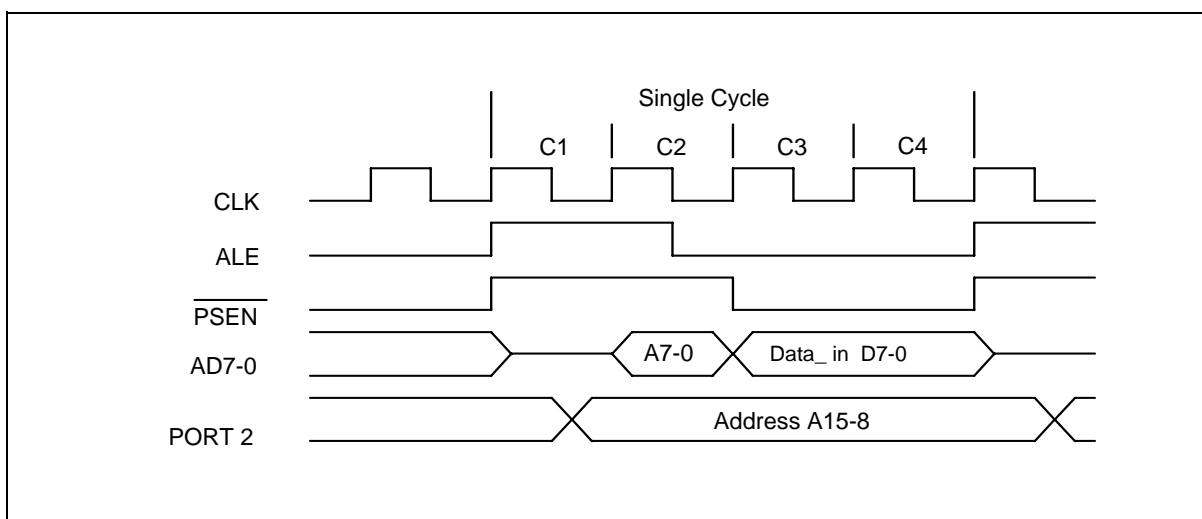 Single Cycle
C1 C2 C3 C4
CLK
ALE
PSEN
AD7-0 A7-0 Data_ in D7-0
PORT 2 Address A15-8